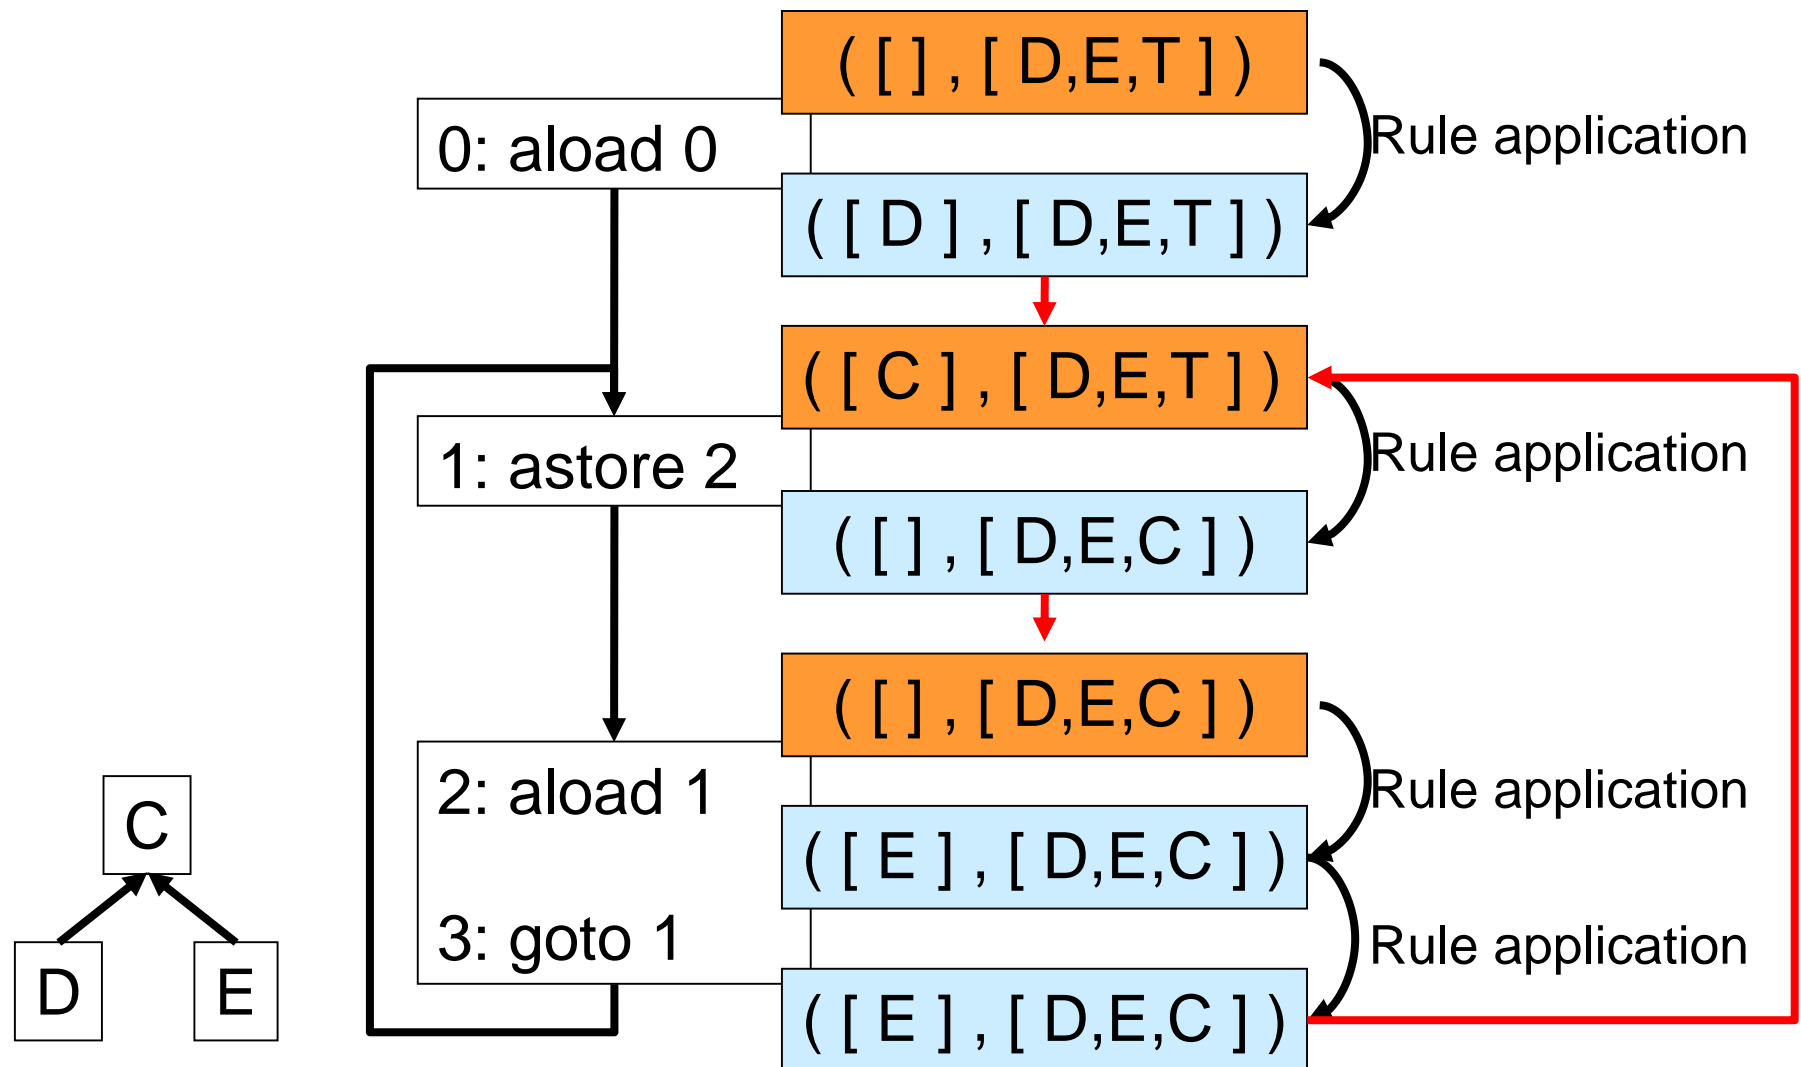 ( [ ] , [ D,E,T ] )
0: aload 0
Rule application
( [ D ] , [ D,E,T ] )
( [ C ] , [ D,E,T ] )
1: astore 2
Rule application
( [ ] , [ D,E,C ] )
( [ ] , [ D,E,C ] )
2: aload 1
Rule application
( [ E ] , [ D,E,C ] )
3: goto 1
Rule application
( [ E ] , [ D,E,C ] )
C
D
E